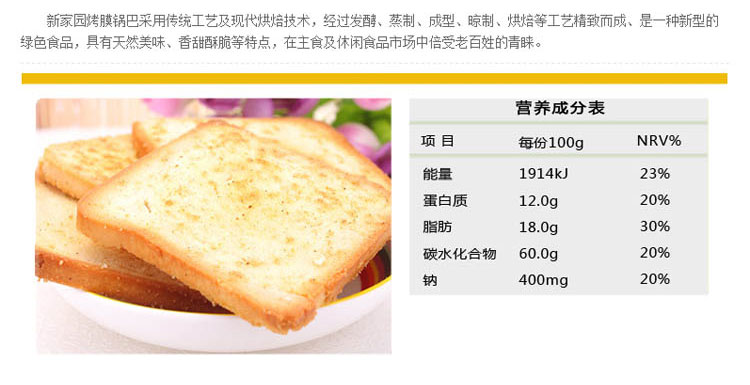 新家园烤膜锅巴采用传统工艺及现代烘焙技术，经过发酵、蒸制、成型、晾制、烘焙等工艺精致而成、是一种新型的
绿色食品，具有天然美味、香甜酥脆等特点，在主食及休闲食品市场中倍受老百姓的青睐。
营养成分表
项 目 每份100g NRV%
能量 1914kJ 23%
蛋白质 12.0g 20%
脂肪 18.0g 30%
碳水化合物 60.0g 20%
钠 400mg 20%